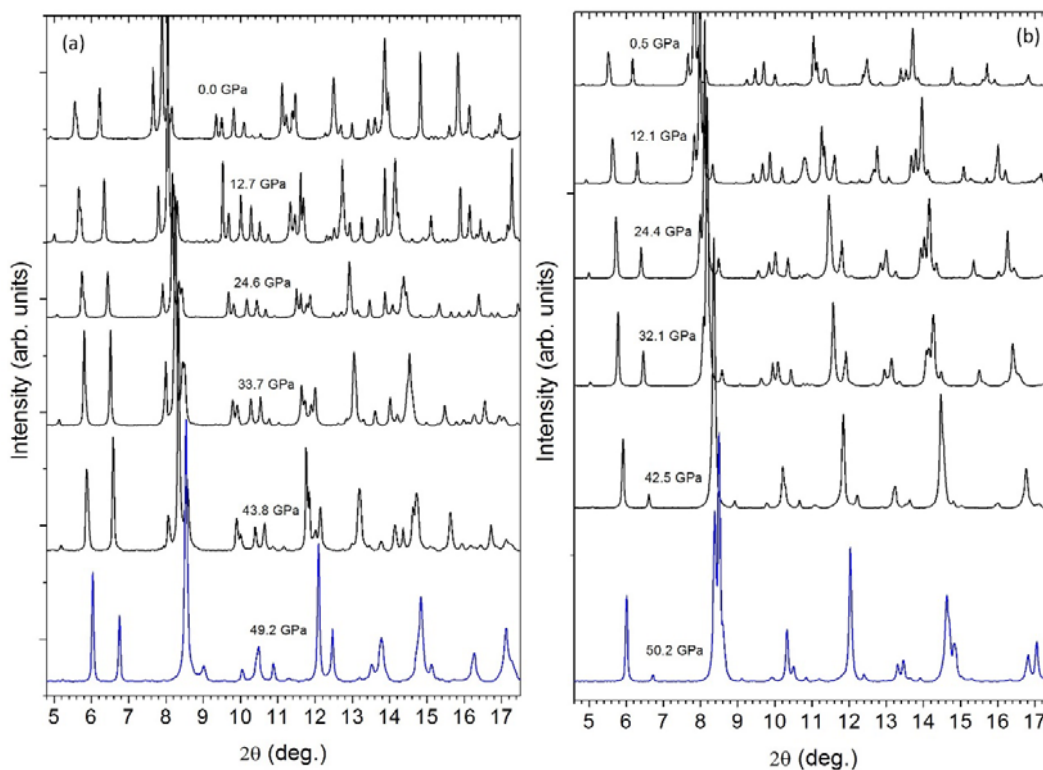 (a)
0.0 GPa
12.7 GPa
24.6 GPa
33.7 GPa
43.8 GPa
49.2 GPa
Intensity (arb. units)
5 6 7 8 9 10 11 12 13 14 15 16 17
2θ (deg.)
(b)
0.5 GPa
12.1 GPa
24.4 GPa
32.1 GPa
42.5 GPa
50.2 GPa
Intensity (arb. units)
5 6 7 8 9 10 11 12 13 14 15 16 17
2θ (deg.)